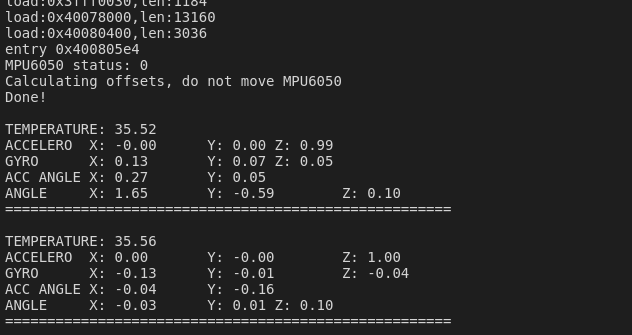 load:0x3fff0030,len:1184
load:0x40078000,len:13160
load:0x40080400,len:3036
entry 0x400805e4
MPU6050 status: 0
Calculating offsets, do not move MPU6050
Done!
TEMPERATURE: 35.52
ACCELERO X: -0.00 Y: 0.00 Z: 0.99
GYRO X: 0.13 Y: 0.07 Z: 0.05
ACC ANGLE X: 0.27 Y: 0.05
ANGLE X: 1.65 Y: -0.59 Z: 0.10
=====================================================
TEMPERATURE: 35.56
ACCELERO X: 0.00 Y: -0.00 Z: 1.00
GYRO X: -0.13 Y: -0.01 Z: -0.04
ACC ANGLE X: -0.04 Y: -0.16
ANGLE X: -0.03 Y: 0.01 Z: 0.10
=====================================================